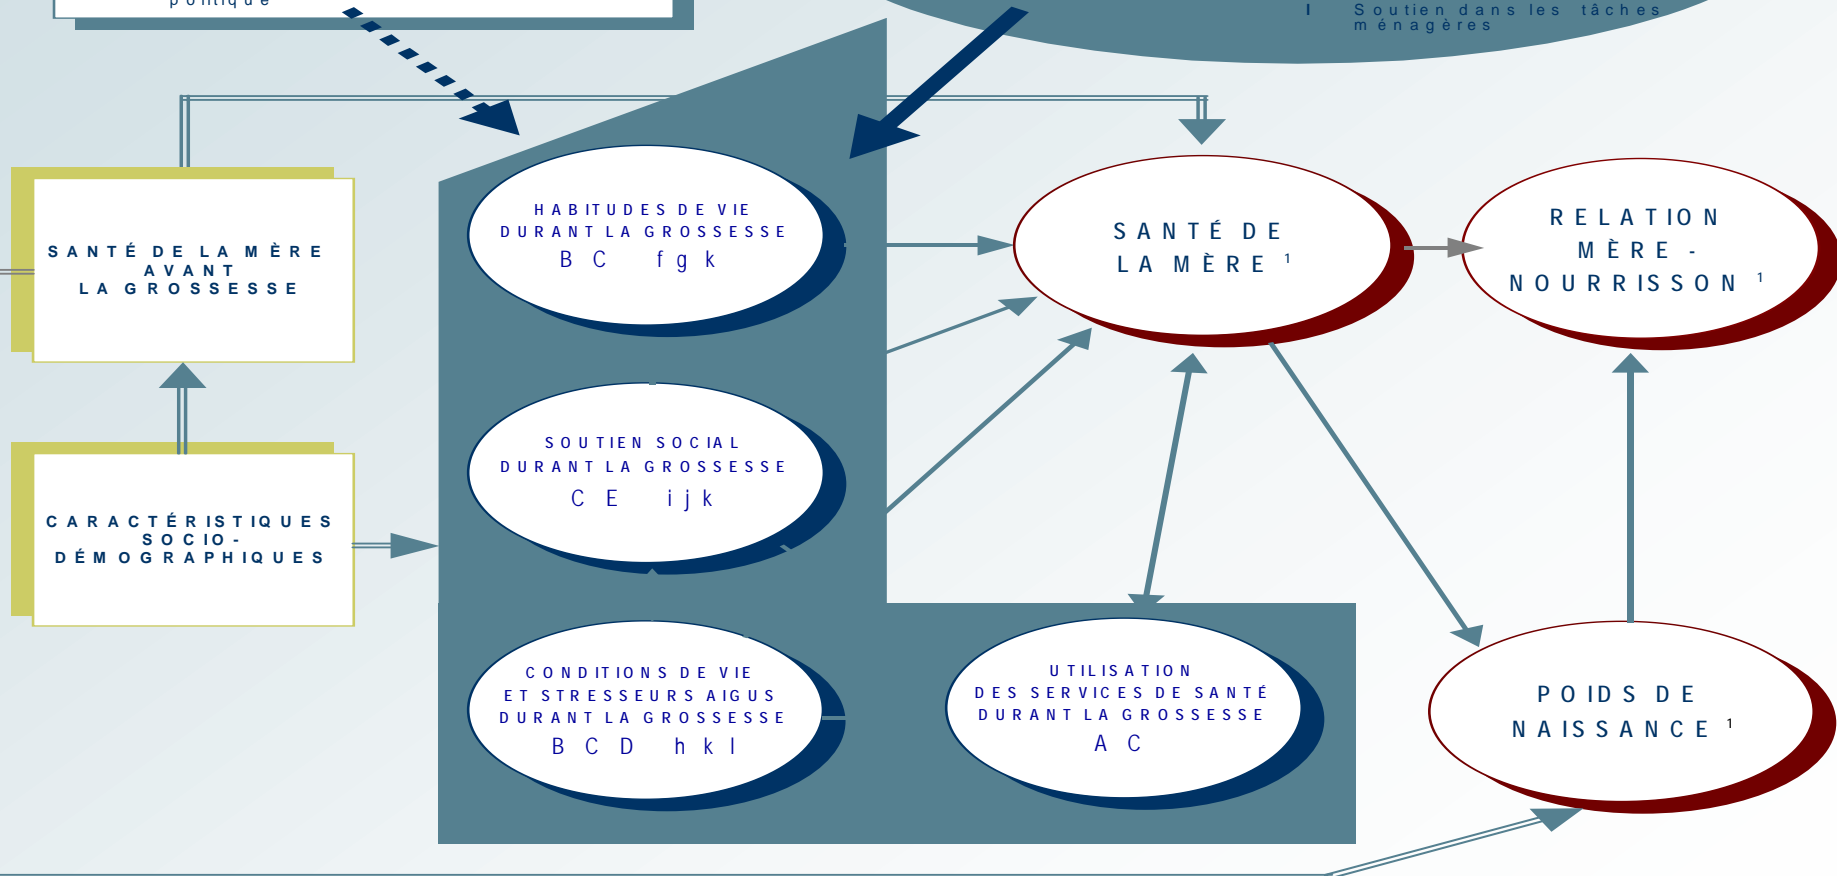 politique
I Soutien dans les tâches
ménagères
SANTÉ DE LA MÈRE
AVANT
LA GROSSESSE
HABITUDES DE VIE
DURANT LA GROSSESSE
B C f g k
SANTÉ DE
LA MÈRE 1
RELATION
MÈRE -
NOURRISSON 1
SOUTIEN SOCIAL
DURANT LA GROSSESSE
C E i j k
CARACTÉRISTIQUES
SOCIO-
DÉMOGRAPHIQUES
CONDITIONS DE VIE
ET STRESSEURS AIGUS
DURANT LA GROSSESSE
B C D h k l
UTILISATION
DES SERVICES DE SANTÉ
DURANT LA GROSSESSE
A C
POIDS DE
NAISSANCE 1